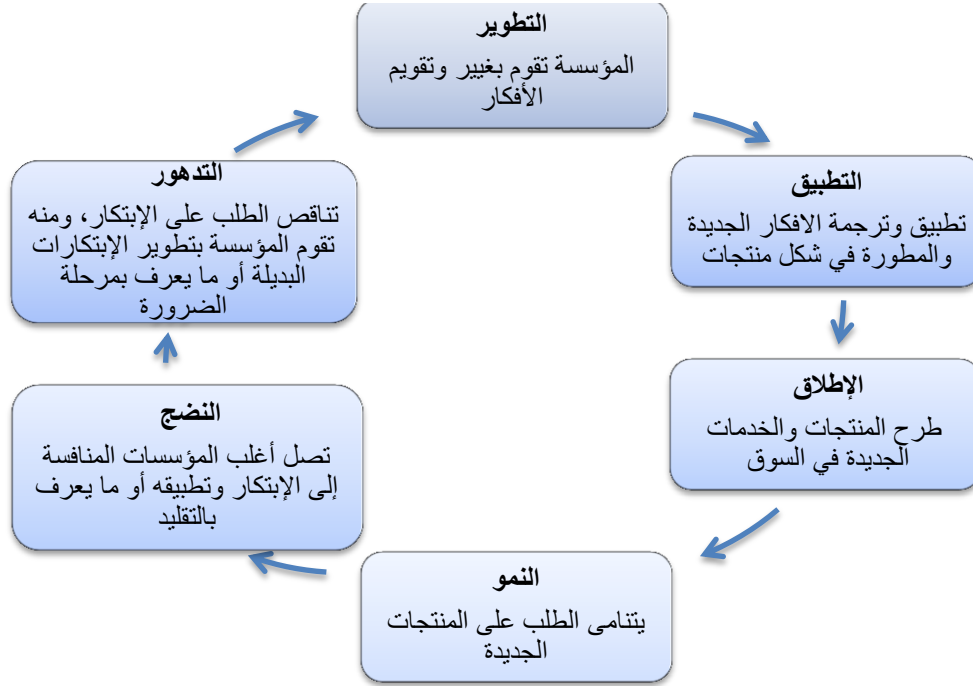 التطوير
المؤسسة تقوم بغيير وتقويم
الأفكار
التطبيق
تطبيق وترجمة الافكار الجديدة
والمطورة في شكل منتجات
الإطلاق
طرح المنتجات والخدمات
الجديدة في السوق
النمو
يتنامى الطلب على المنتجات
الجديدة
النضج
تصل أغلب المؤسسات المنافسة
إلى الإبتكار وتطبيقه أو ما يعرف
بالتقليد
التدهور
تناقص الطلب على الإبتكار، ومنه
تقوم المؤسسة بتطوير الإبتكارات
البديلة أو ما يعرف بمرحلة
الضرورة